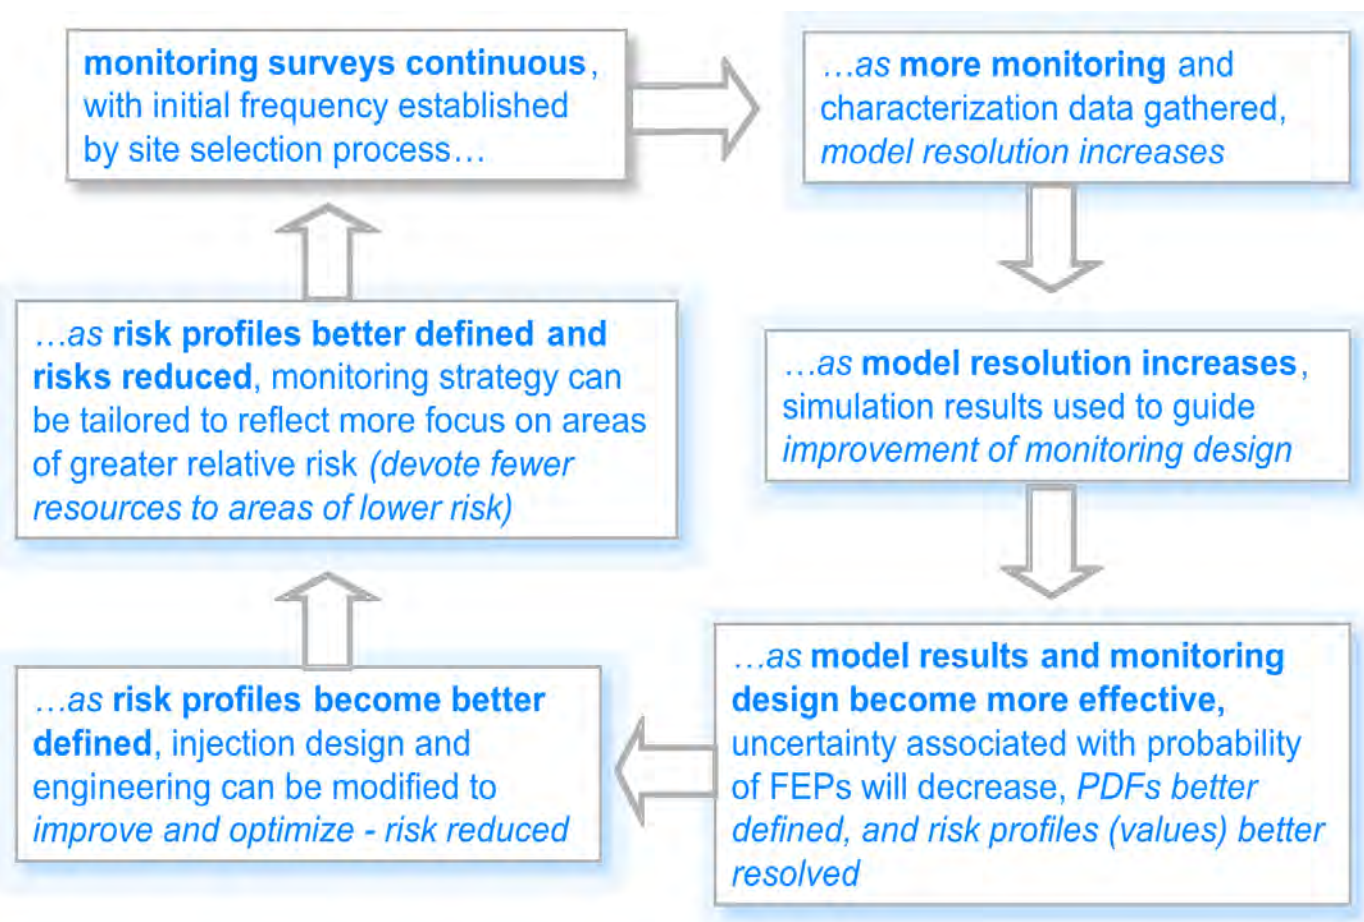 monitoring surveys continuous,
with initial frequency established
by site selection process…
…as more monitoring and
characterization data gathered,
model resolution increases
…as model resolution increases,
simulation results used to guide
improvement of monitoring design
…as model results and monitoring
design become more effective,
uncertainty associated with probability
of FEPs will decrease, PDFs better
defined, and risk profiles (values) better
resolved
…as risk profiles become better
defined, injection design and
engineering can be modified to
improve and optimize - risk reduced
…as risk profiles better defined and
risks reduced, monitoring strategy can
be tailored to reflect more focus on areas
of greater relative risk (devote fewer
resources to areas of lower risk)